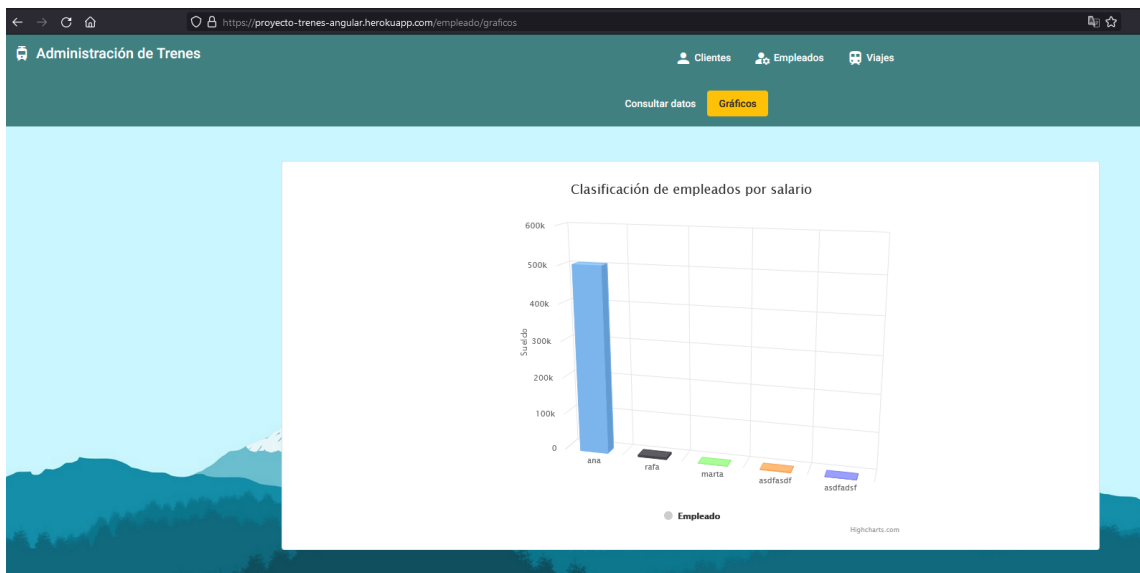 https://proyecto-trenes-angular.herokuapp.com/empleado/graficos
Administración de Trenes
Clientes
Empleados
Viajes
Consultar datos
Gráficos
Clasificación de empleados por salario
600k
500k
400k
300k
200k
100k
0
Sueldo
ana
rafa
marta
asdfasdf
asdfadsf
Empleado
Highcharts.com